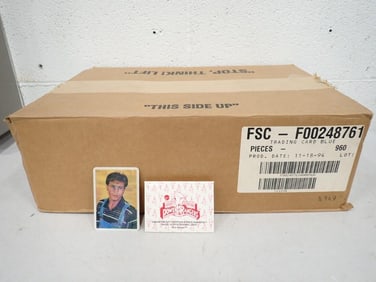 "STOP, THINK! LIFT"
"THIS SIDE UP"
FSC - F00248761
TRADING CARD BLUE
PIECES - 960
PROD. DATE: 11-18-94 LOT: